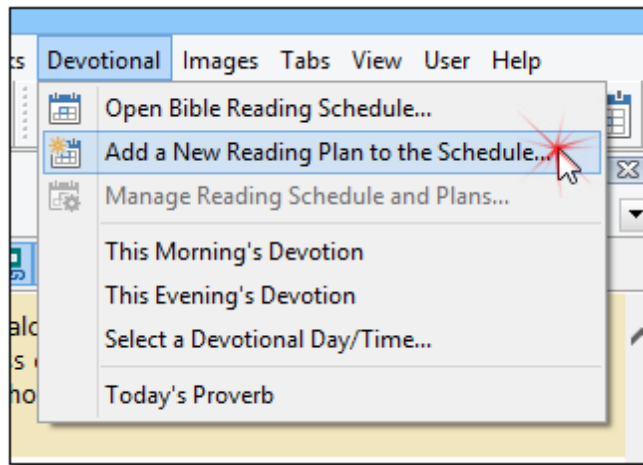 Devotional Images Tabs View User Help
Open Bible Reading Schedule...
Add a New Reading Plan to the Schedule...
Manage Reading Schedule and Plans...
This Morning's Devotion
This Evening's Devotion
Select a Devotional Day/Time...
Today's Proverb